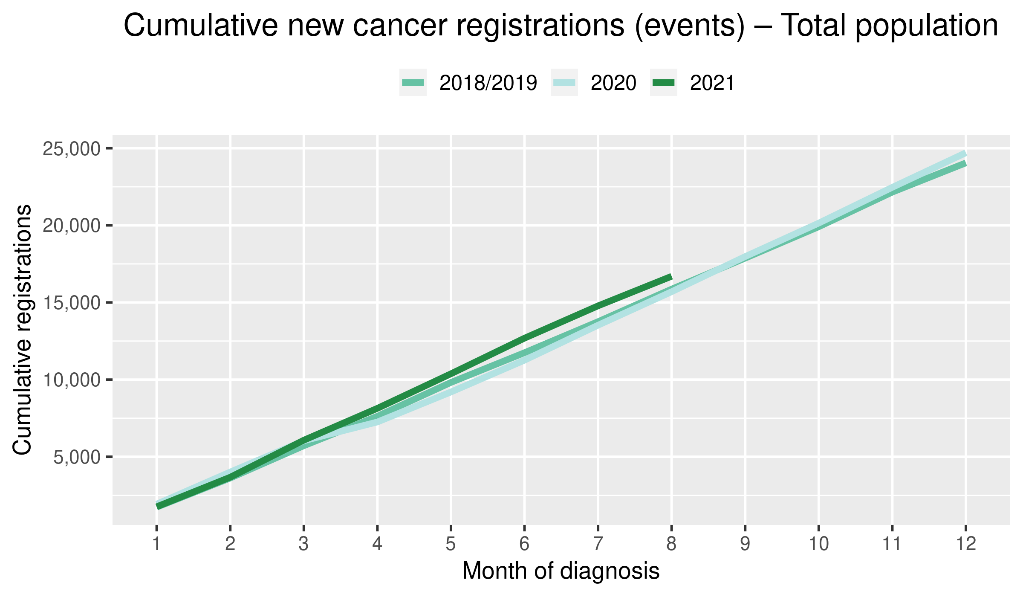 Cumulative new cancer registrations (events) – Total population
2018/2019 2020 2021
Cumulative registrations
25,000
20,000
15,000
10,000
5,000
1 2 3 4 5 6 7 8 9 10 11 12
Month of diagnosis